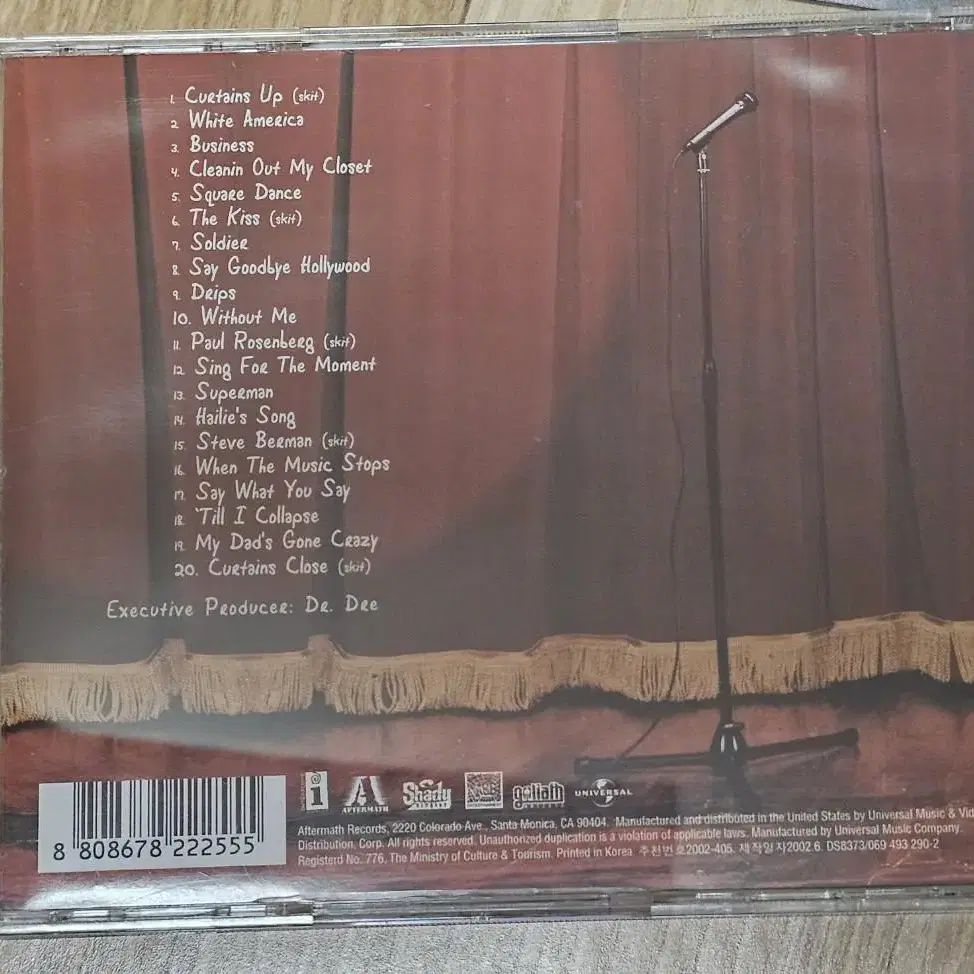 1. Curtains Up (skit)
2. White America
3. Business
4. Cleanin Out My Closet
5. Square Dance
6. The Kiss (skit)
7. Soldier
8. Say Goodbye Hollywood
9. Drips
10. Without Me
11. Paul Rosenberg (skit)
12. Sing For The Moment
13. Superman
14. Hailie's Song
15. Steve Berman (skit)
16. When The Music Stops
17. Say What You Say
18. 'Till I Collapse
19. My Dad's Gone Crazy
20. Curtains Close (skit)
Executive Producer: Dr. Dre
i AFTERMATH Shady goliath UNIVERSAL
Aftermath Records, 2220 Colorado Ave., Santa Monica, CA 90404. Manufactured and distributed in the United States by Universal Music &
Distribution, Corp. All rights reserved. Unauthorized duplication is a violation of applicable laws. Manufactured by Universal Music Company.
Registerd No. 776, The Ministry of Culture & Tourism. Printed in Korea 추천번호2002-405. 제작일자2002.6. DS8373/069 493 290-2
8 808678 222555